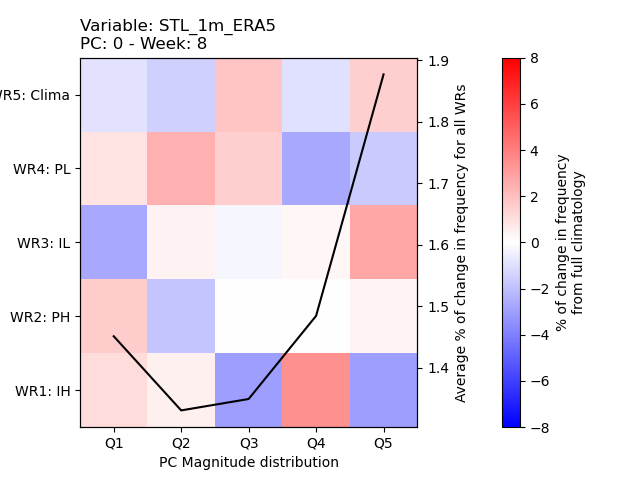 Variable: STL_1m_ERA5
PC: 0 - Week: 8
WR5: Clima
WR4: PL
WR3: IL
WR2: PH
WR1: IH
Q1 Q2 Q3 Q4 Q5
PC Magnitude distribution
1.9
1.8
1.7
1.6
1.5
1.4
Average % of change in frequency for all WRs
8
6
4
2
0
−2
−4
−6
−8
% of change in frequency
from full climatology